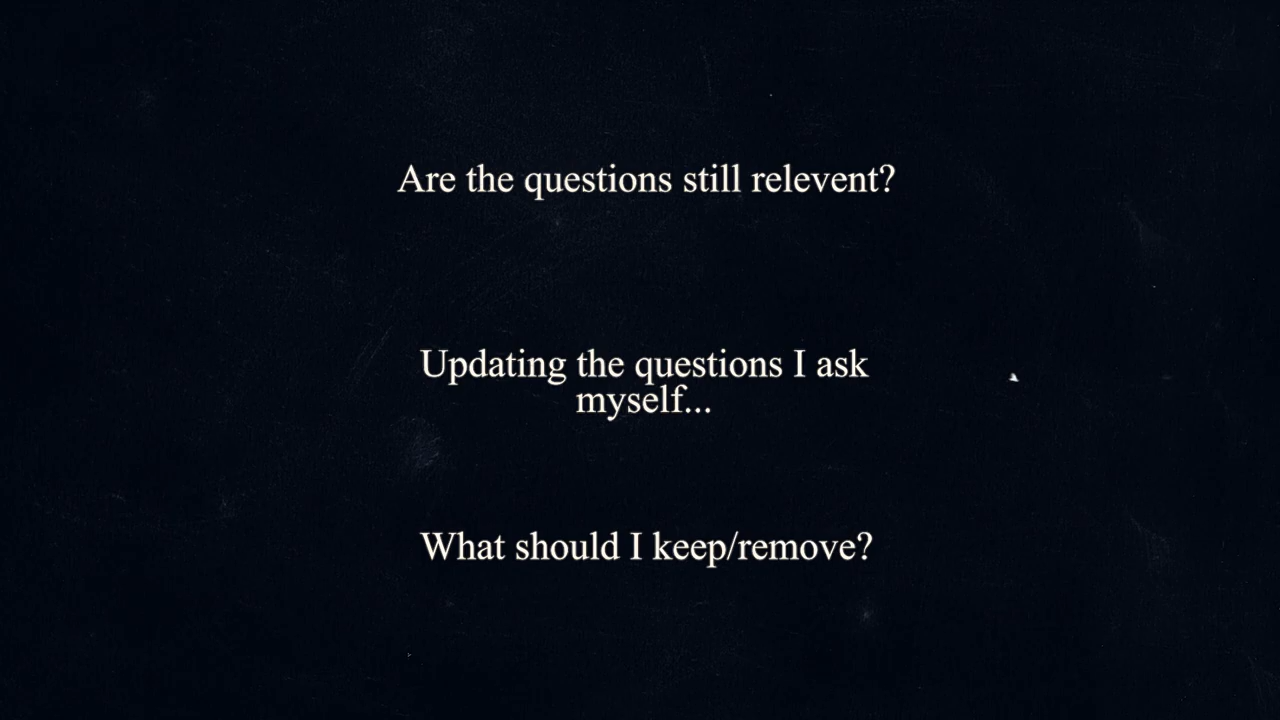 Are the questions still relevent?
Updating the questions I ask
myself...
What should I keep/remove?